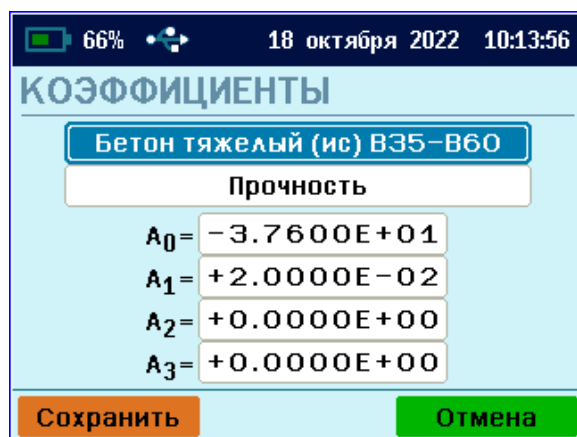 66% 18 октября 2022 10:13:56
КОЭФФИЦИЕНТЫ
Бетон тяжелый (ис) В35-В60
Прочность
A0= -3.7600E+01
A1= +2.0000E-02
A2= +0.0000E+00
A3= +0.0000E+00
Сохранить Отмена